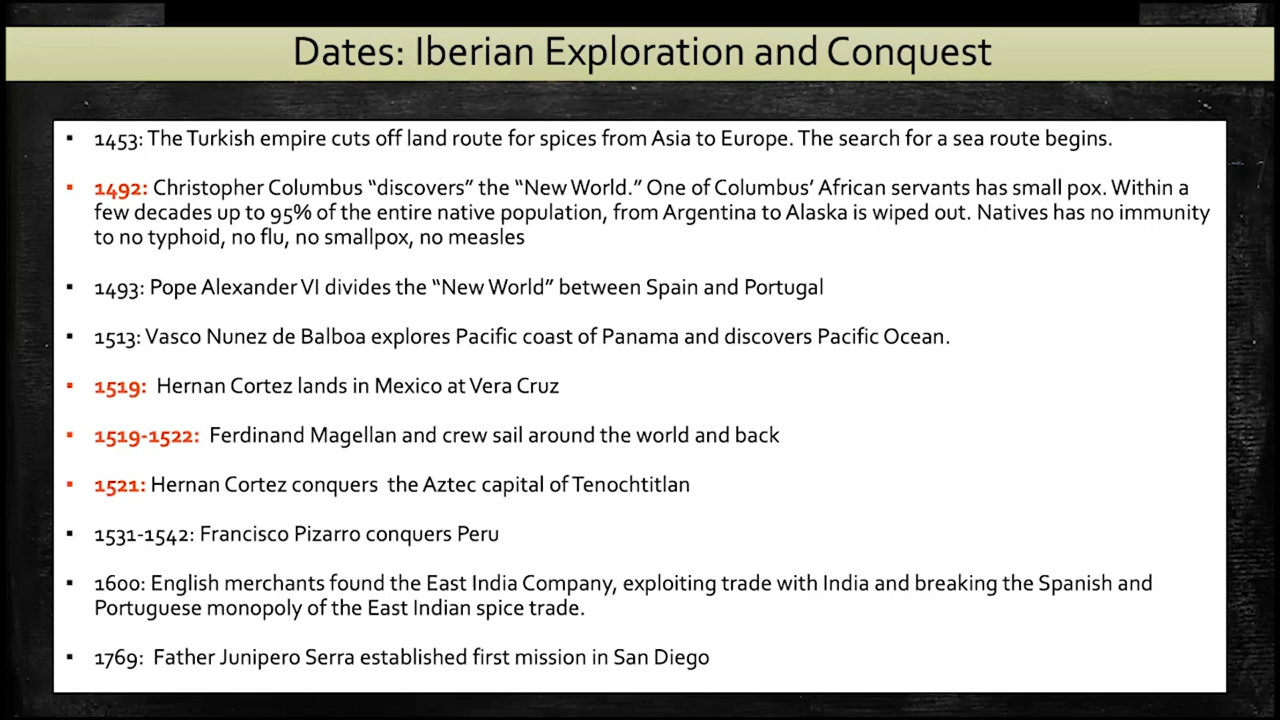 Dates: Iberian Exploration and Conquest
▪ 1453: The Turkish empire cuts off land route for spices from Asia to Europe. The search for a sea route begins.
▪ 1492: Christopher Columbus “discovers” the “New World.” One of Columbus’ African servants has small pox. Within a
few decades up to 95% of the entire native population, from Argentina to Alaska is wiped out. Natives has no immunity
to no typhoid, no flu, no smallpox, no measles
▪ 1493: Pope Alexander VI divides the “New World” between Spain and Portugal
▪ 1513: Vasco Nunez de Balboa explores Pacific coast of Panama and discovers Pacific Ocean.
▪ 1519: Hernan Cortez lands in Mexico at Vera Cruz
▪ 1519-1522: Ferdinand Magellan and crew sail around the world and back
▪ 1521: Hernan Cortez conquers the Aztec capital of Tenochtitlan
▪ 1531-1542: Francisco Pizarro conquers Peru
▪ 1600: English merchants found the East India Company, exploiting trade with India and breaking the Spanish and
Portuguese monopoly of the East Indian spice trade.
▪ 1769: Father Junipero Serra established first mission in San Diego